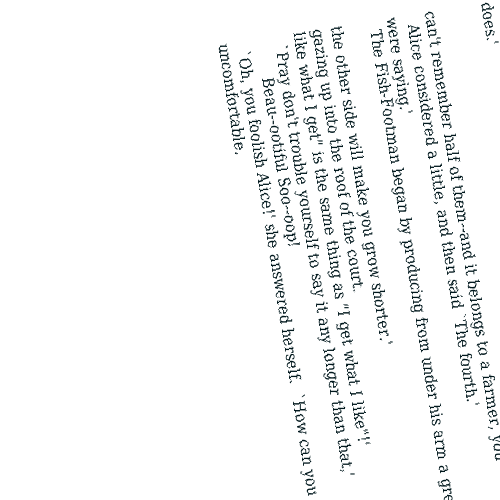 does.'
can't remember half of them--and it belongs to a farmer, you
Alice considered a little, and then said `The fourth.'
were saying.'
The Fish-Footman began by producing from under his arm a gre
the other side will make you grow shorter.'
gazing up into the roof of the court.
like what I get" is the same thing as "I get what I like"!'
`Pray don't trouble yourself to say it any longer than that,'
Beau--ootiful Soo--oop!
`Oh, you foolish Alice!' she answered herself. `How can you
uncomfortable.